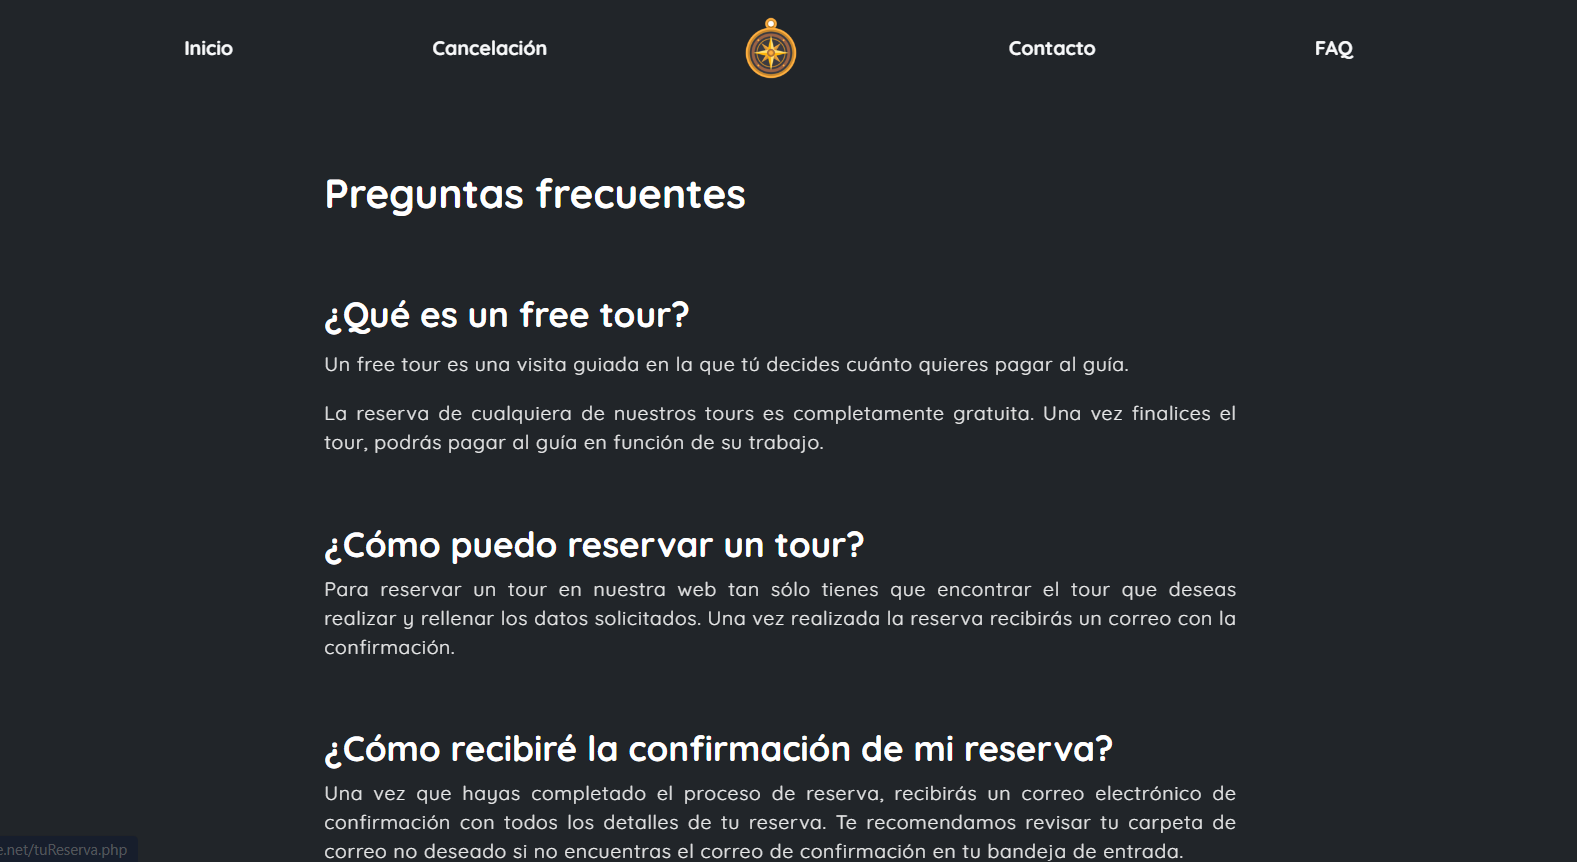 Inicio
Cancelación
Contacto
FAQ
Preguntas frecuentes
¿Qué es un free tour?
Un free tour es una visita guiada en la que tú decides cuánto quieres pagar al guía.
La reserva de cualquiera de nuestros tours es completamente gratuita. Una vez finalices el
tour, podrás pagar al guía en función de su trabajo.
¿Cómo puedo reservar un tour?
Para reservar un tour en nuestra web tan sólo tienes que encontrar el tour que deseas
realizar y rellenar los datos solicitados. Una vez realizada la reserva recibirás un correo con la
confirmación.
¿Cómo recibiré la confirmación de mi reserva?
Una vez que hayas completado el proceso de reserva, recibirás un correo electrónico de
confirmación con todos los detalles de tu reserva. Te recomendamos revisar tu carpeta de
correo no deseado si no encuentras el correo de confirmación en tu bandeja de entrada.
e.net/tuReserva.php